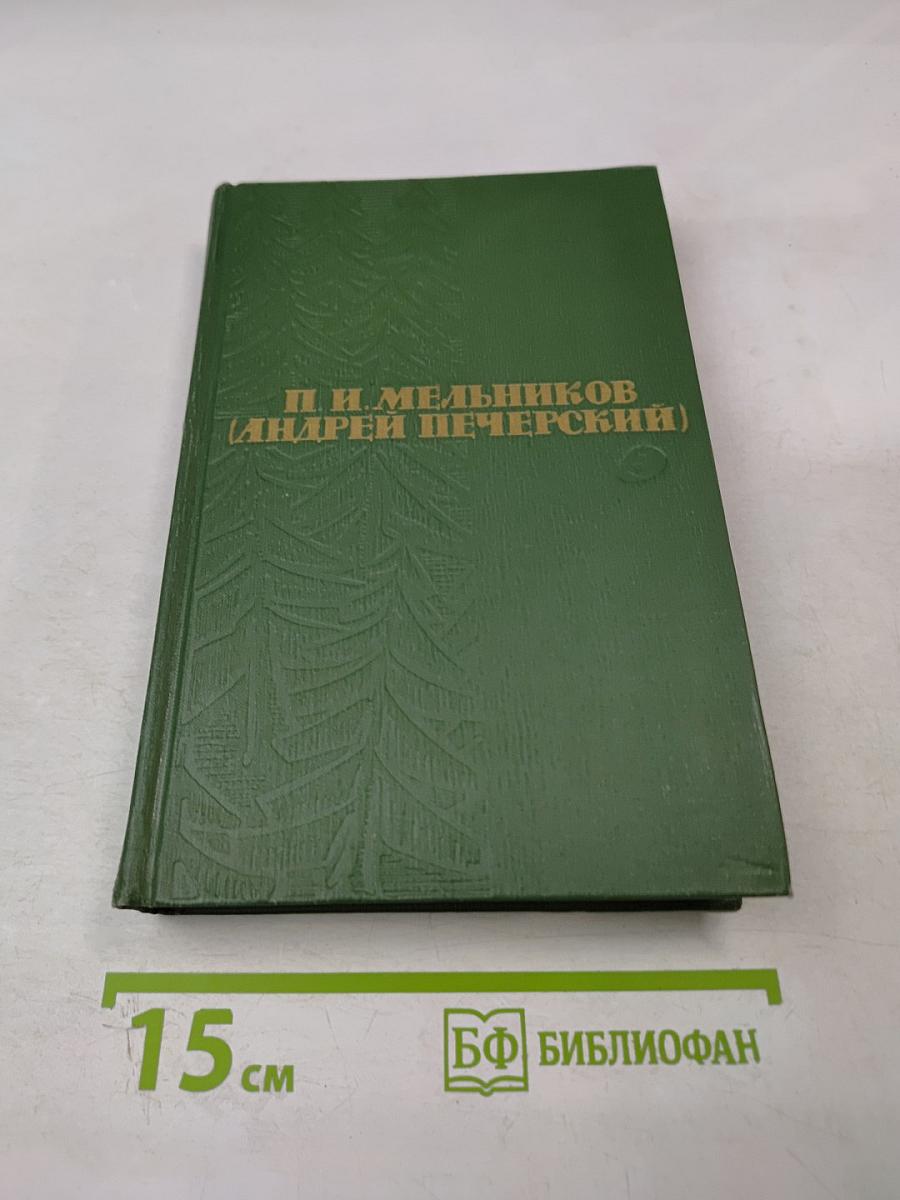 П. И. МЕЛЬНИКОВ
(АНДРЕЙ ПЕЧЕРСКИЙ)
15 см
БФ БИБЛИОФАН